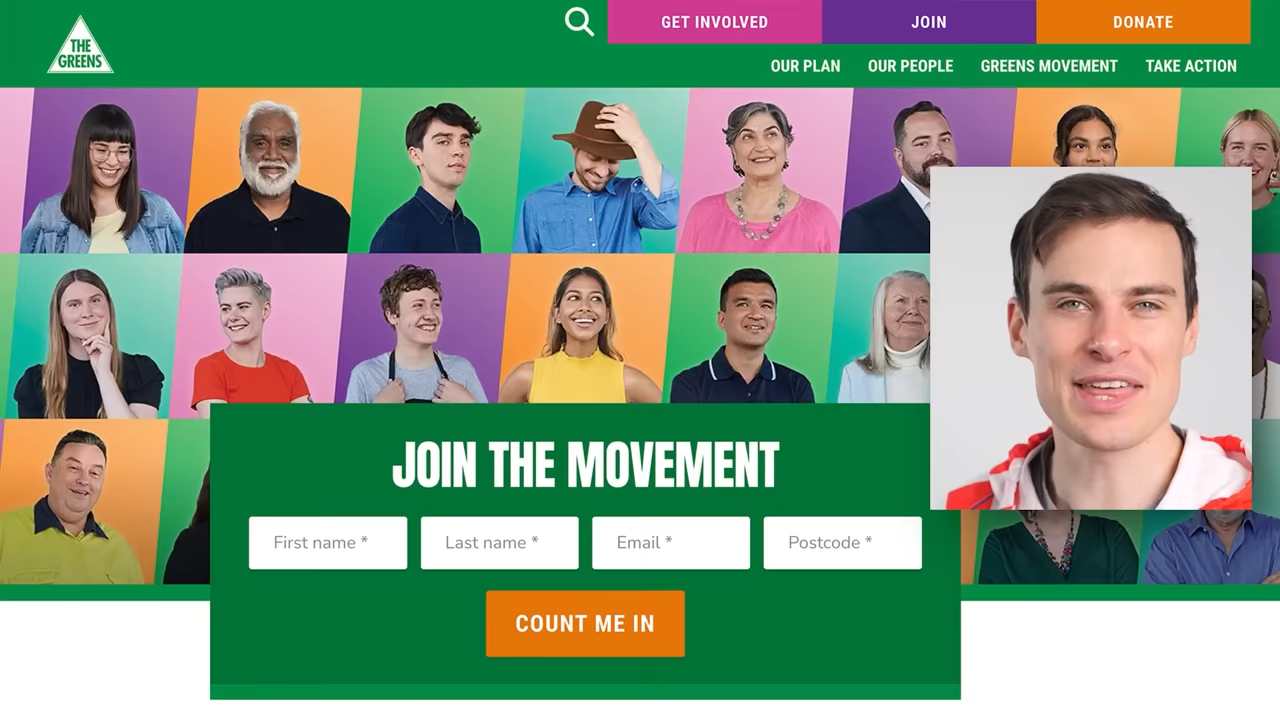 THE
GREENS
GET INVOLVED
JOIN
DONATE
OUR PLAN
OUR PEOPLE
GREENS MOVEMENT
TAKE ACTION
JOIN THE MOVEMENT
First name *
Last name *
Email *
Postcode *
COUNT ME IN